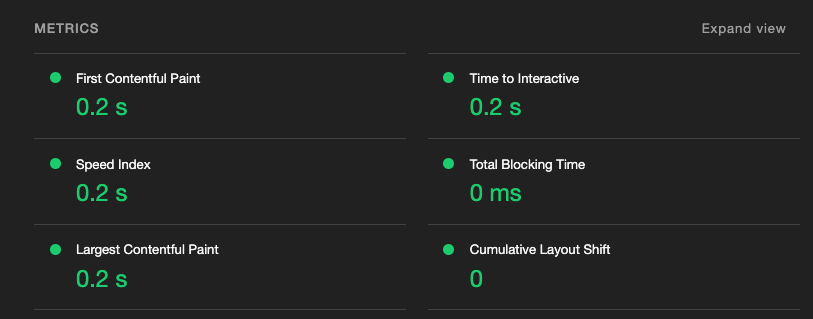 METRICS
Expand view
First Contentful Paint
0.2 s
Time to Interactive
0.2 s
Speed Index
0.2 s
Total Blocking Time
0 ms
Largest Contentful Paint
0.2 s
Cumulative Layout Shift
0